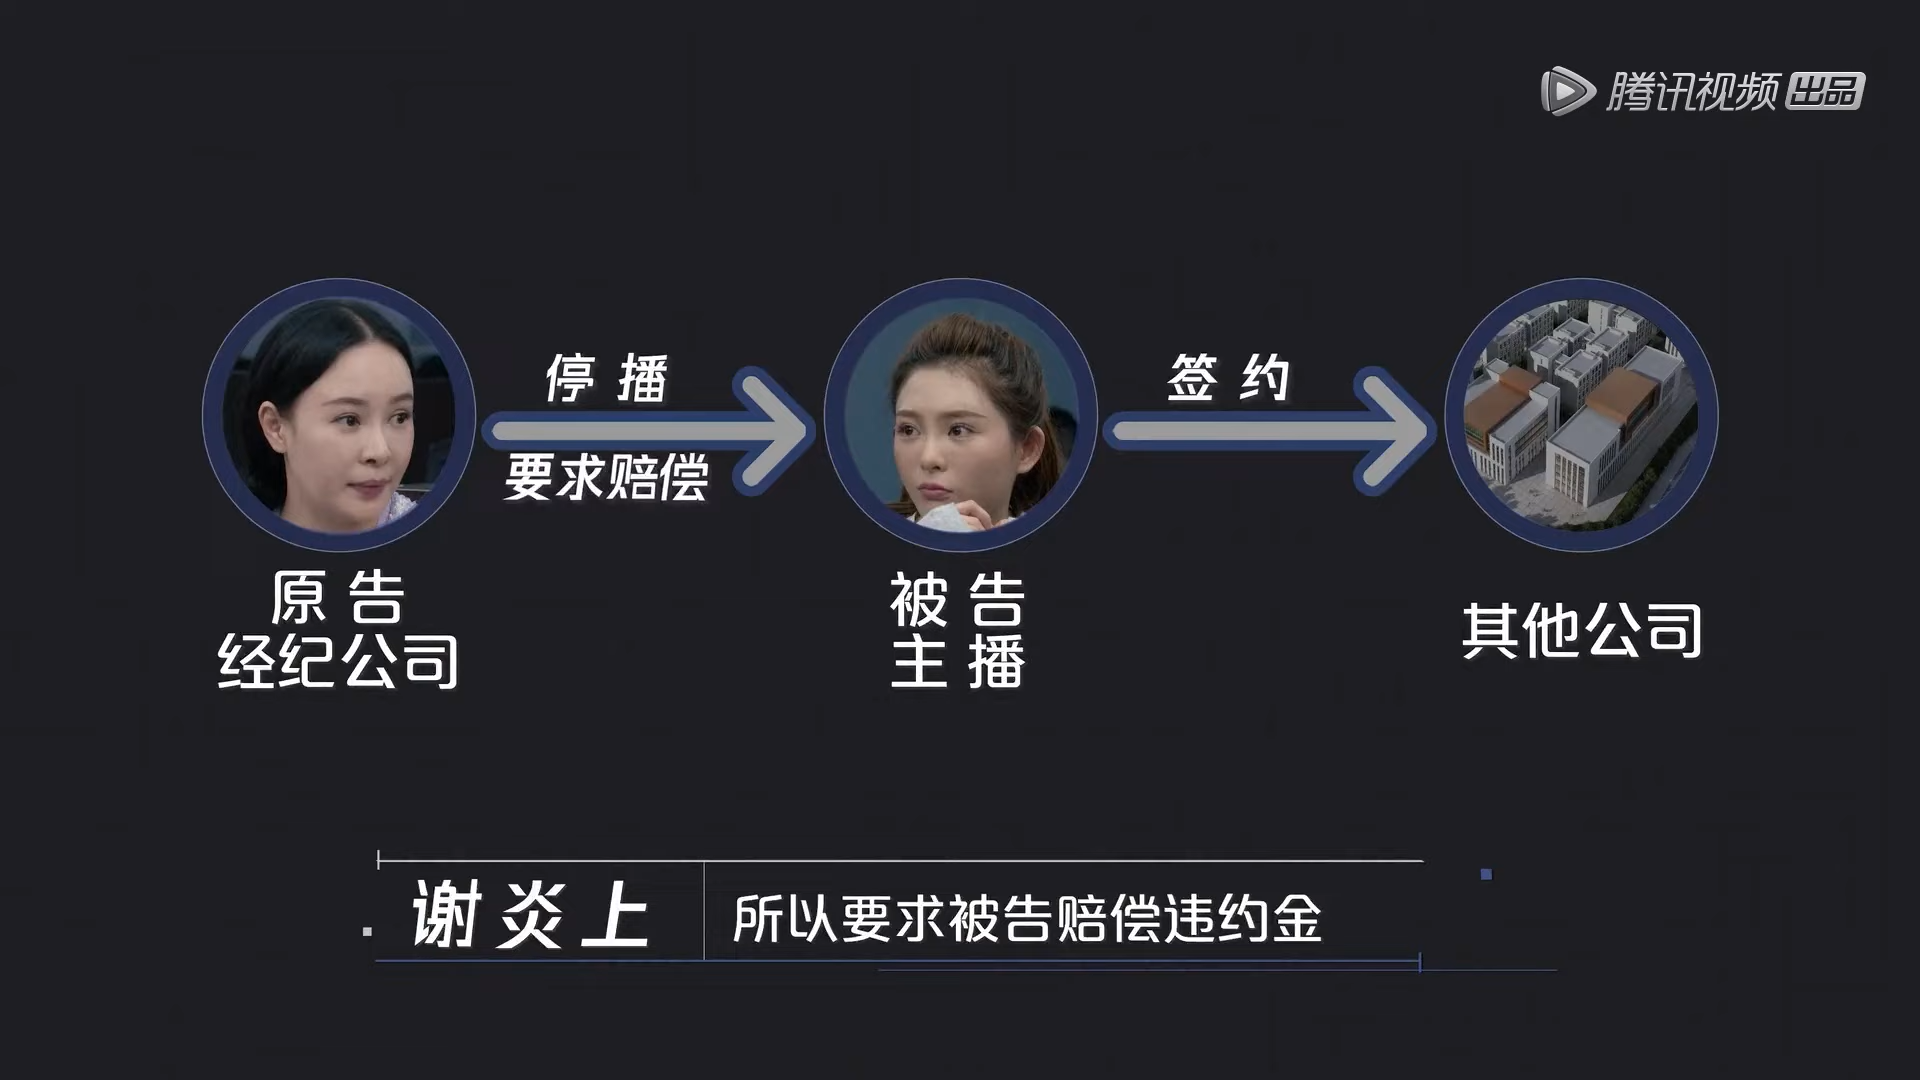 腾讯视频 出品
停播
签约
要求赔偿
原告
经纪公司
被告
主播
其他公司
谢炎上
所以要求被告赔偿违约金